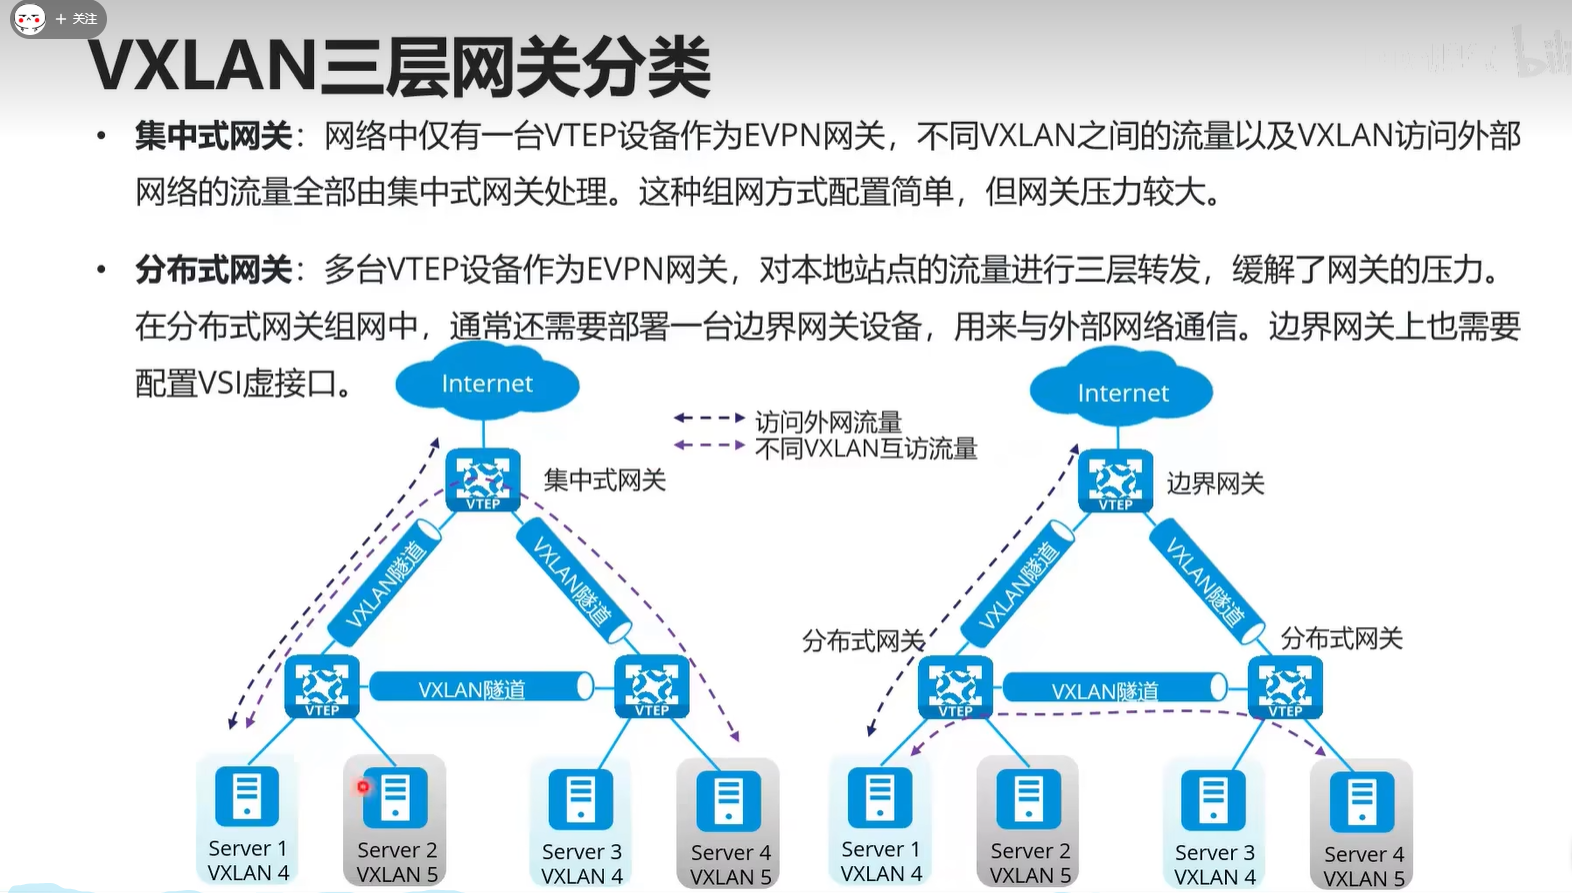 + 关注
VXLAN三层网关分类
• 集中式网关：网络中仅有一台VTEP设备作为EVPN网关，不同VXLAN之间的流量以及VXLAN访问外部
网络的流量全部由集中式网关处理。这种组网方式配置简单，但网关压力较大。
• 分布式网关：多台VTEP设备作为EVPN网关，对本地站点的流量进行三层转发，缓解了网关的压力。
在分布式网关组网中，通常还需要部署一台边界网关设备，用来与外部网络通信。边界网关上也需要
配置VSI虚接口。
Internet
访问外网流量
不同VXLAN互访流量
集中式网关
VTEP
VXLAN隧道
VXLAN隧道
VTEP
VXLAN隧道
VTEP
Server 1
VXLAN 4
Server 2
VXLAN 5
Server 3
VXLAN 4
Server 4
VXLAN 5
Internet
边界网关
VTEP
VXLAN隧道
VXLAN隧道
分布式网关
分布式网关
VTEP
VXLAN隧道
VTEP
Server 1
VXLAN 4
Server 2
VXLAN 5
Server 3
VXLAN 4
Server 4
VXLAN 5